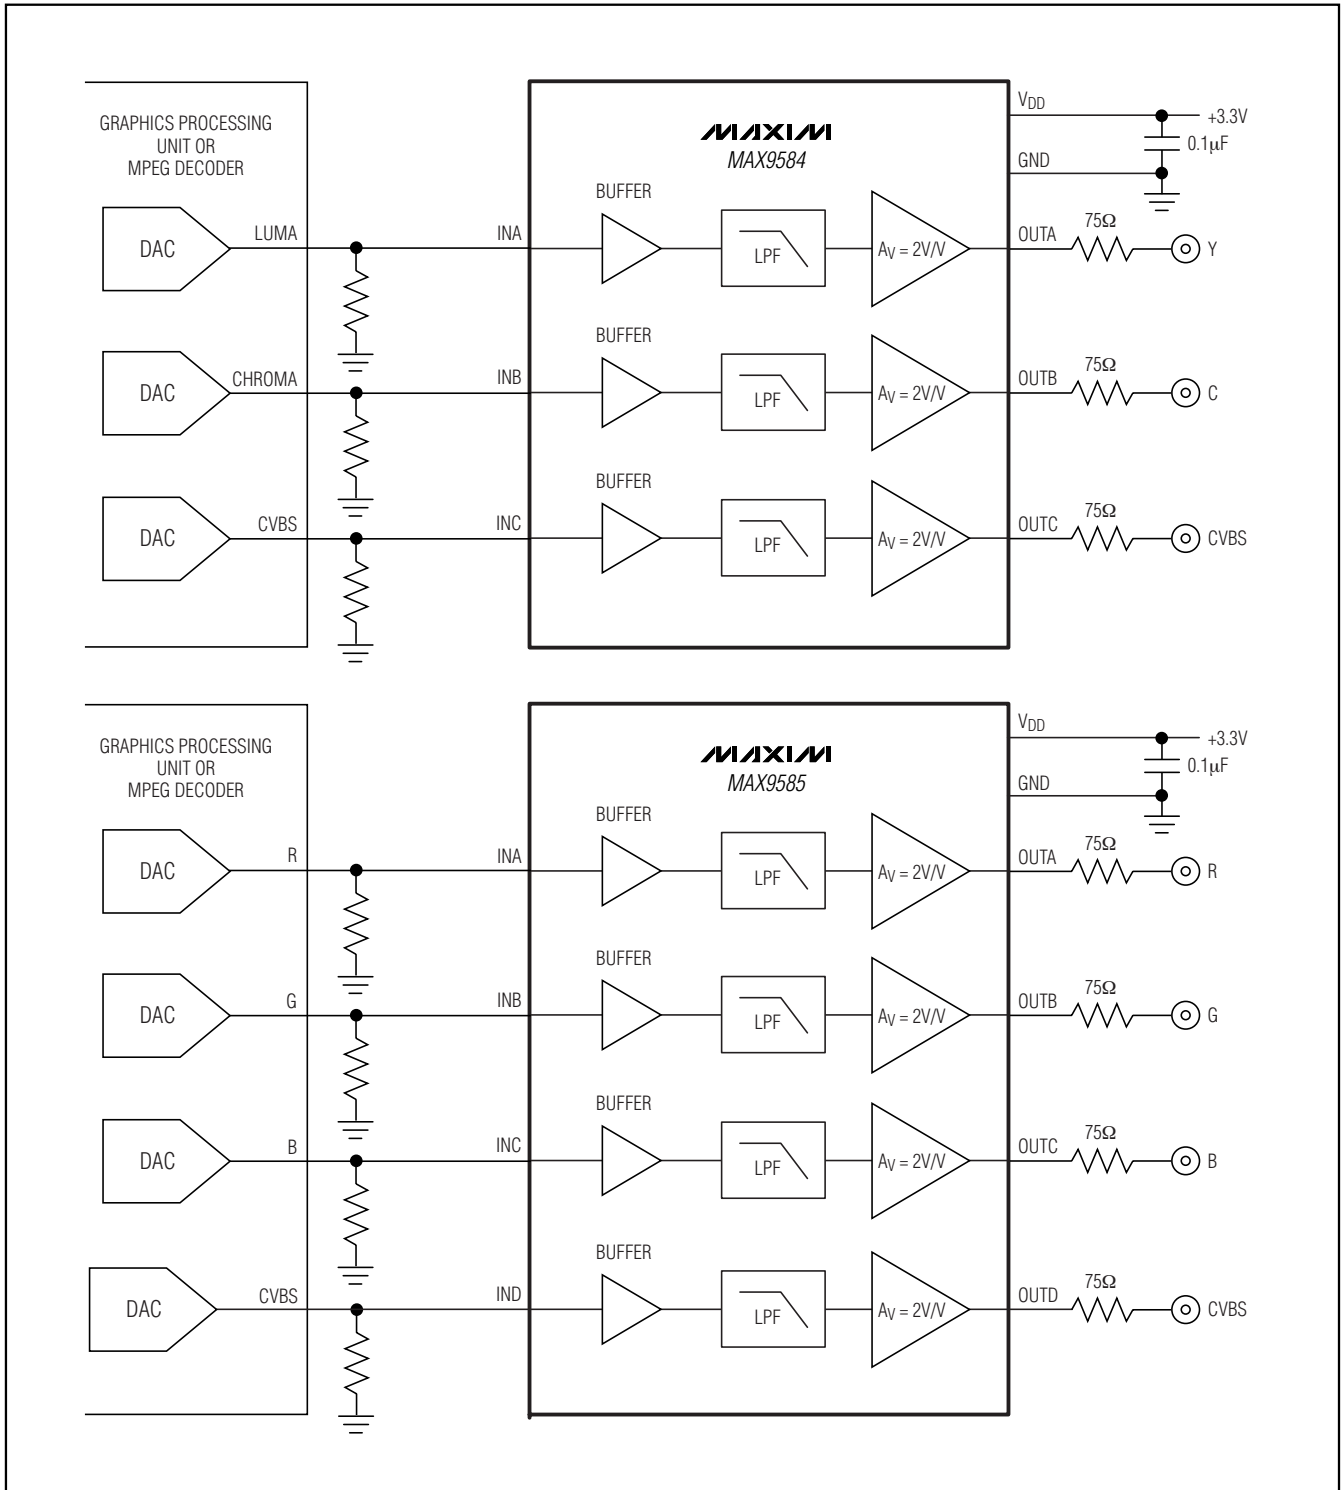 GRAPHICS PROCESSING
UNIT OR
MPEG DECODER
MAXIM
MAX9584
VDD
+3.3V
0.1µF
GND
BUFFER
DAC
LUMA
INA
LPF
AV = 2V/V
OUTA
75Ω
Y
BUFFER
DAC
CHROMA
INB
LPF
AV = 2V/V
OUTB
75Ω
C
BUFFER
DAC
CVBS
INC
LPF
AV = 2V/V
OUTC
75Ω
CVBS
GRAPHICS PROCESSING
UNIT OR
MPEG DECODER
MAXIM
MAX9585
VDD
+3.3V
0.1µF
GND
BUFFER
DAC
R
INA
LPF
AV = 2V/V
OUTA
75Ω
R
BUFFER
DAC
G
INB
LPF
AV = 2V/V
OUTB
75Ω
G
BUFFER
DAC
B
INC
LPF
AV = 2V/V
OUTC
75Ω
B
BUFFER
DAC
CVBS
IND
LPF
AV = 2V/V
OUTD
75Ω
CVBS